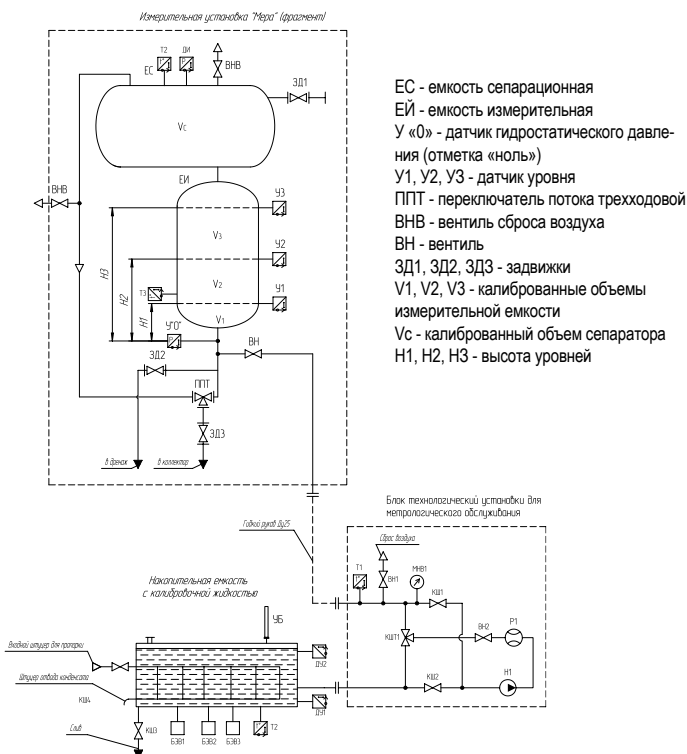 Измерительная установка "Мера" (фрагмент)
Т2
ДИ
ЕС
ВНВ
ЗД1
Vc
ВНВ
ЕИ
У3
V3
У2
Н3
Н2
Т3
V2
У1
Н1
V1
У"0"
ВН
ЗД2
ППТ
ЗД3
в дренаж
в коллектор
ЕС - емкость сепарационная
ЕЙ - емкость измерительная
У «0» - датчик гидростатического давле-
ния (отметка «ноль»)
У1, У2, У3 - датчик уровня
ППТ - переключатель потока трехходовой
ВНВ - вентиль сброса воздуха
ВН - вентиль
ЗД1, ЗД2, ЗД3 - задвижки
V1, V2, V3 - калиброванные объемы
измерительной емкости
Vc - калиброванный объем сепаратора
Н1, Н2, Н3 - высота уровней
Блок технологический установки для
метрологического обслуживания
Гибкий рукав Ду25
Сброс воздуха
Т1
ВН1
МНВ1
КШ1
КШТ1
ВН2
Р1
КШ2
Н1
Накопительная емкость
с калибровочной жидкостью
УБ
Входной штуцер для пропарки
ДУ2
Штуцер отвода конденсата
КШ4
ДУ1
Слив
КШ3
БЭВ1
БЭВ2
БЭВ3
Т2